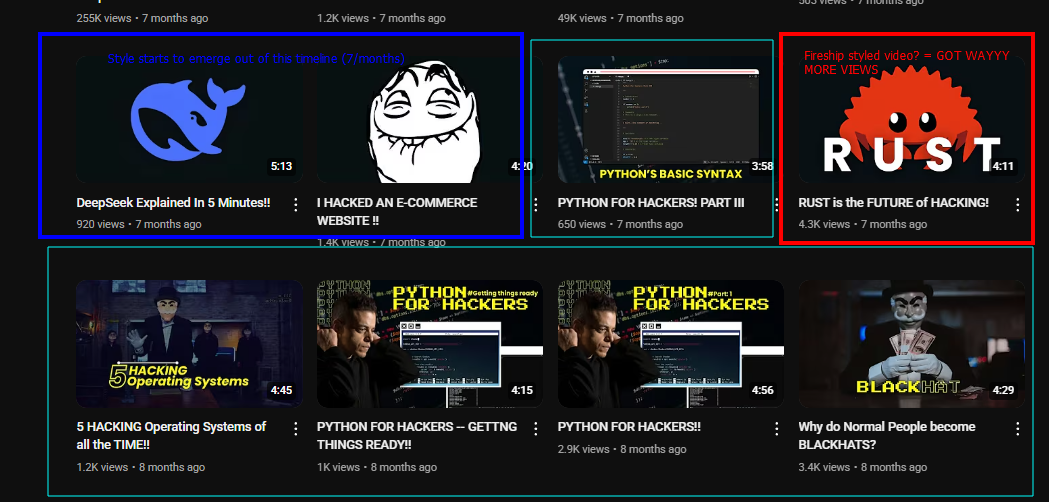 255K views • 7 months ago
1.2K views • 7 months ago
49K views • 7 months ago
503 views • 7 months ago
Style starts to emerge out of this timeline (7/months)
Fireship styled video? = GOT WAYYY
MORE VIEWS
PYTHON'S BASIC SYNTAX
R U S T
5:13
4:20
3:58
4:11
DeepSeek Explained In 5 Minutes!!
920 views • 7 months ago
I HACKED AN E-COMMERCE
WEBSITE !!
1.4K views • 7 months ago
PYTHON FOR HACKERS! PART III
650 views • 7 months ago
RUST is the FUTURE of HACKING!
4.3K views • 7 months ago
5 HACKING
Operating Systems
4:45
PYTHON
PYTHON #Getting things ready
FOR HACKERS
4:15
PYTHON
PYTHON #Part: 1
FOR HACKERS
4:56
BLACKHAT
4:29
5 HACKING Operating Systems of
all the TIME!!
1.2K views • 8 months ago
PYTHON FOR HACKERS -- GETTNG
THINGS READY!!
1K views • 8 months ago
PYTHON FOR HACKERS!!
2.9K views • 8 months ago
Why do Normal People become
BLACKHATS?
3.4K views • 8 months ago